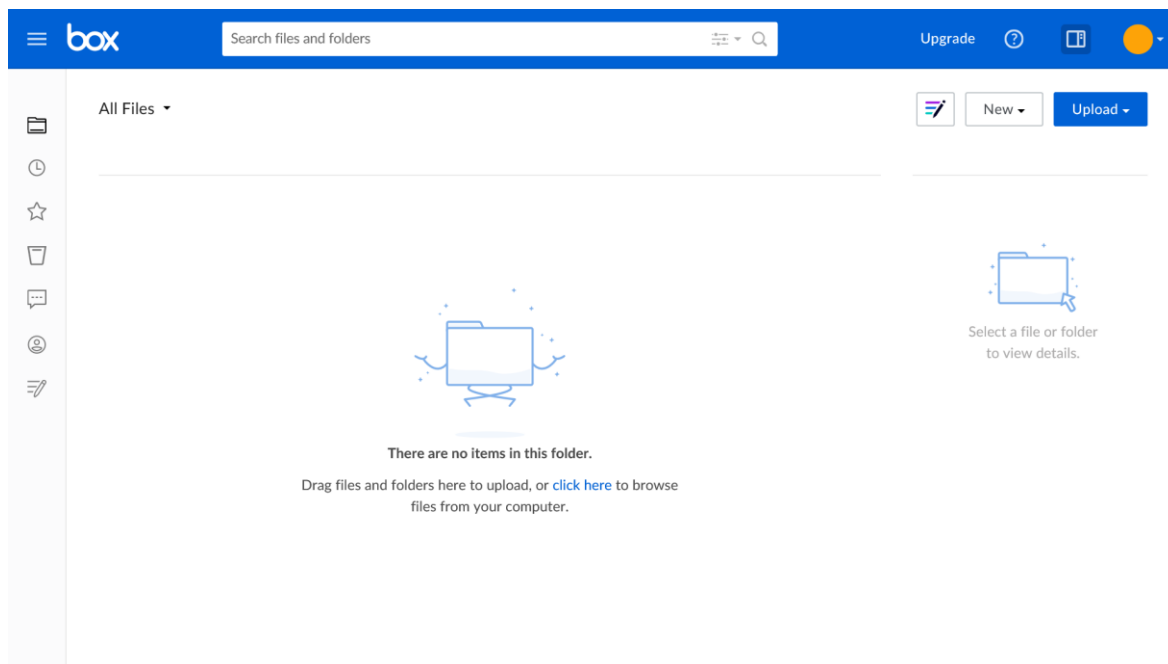 box
Search files and folders
Upgrade
All Files
New
Upload
There are no items in this folder.
Drag files and folders here to upload, or click here to browse
files from your computer.
Select a file or folder
to view details.